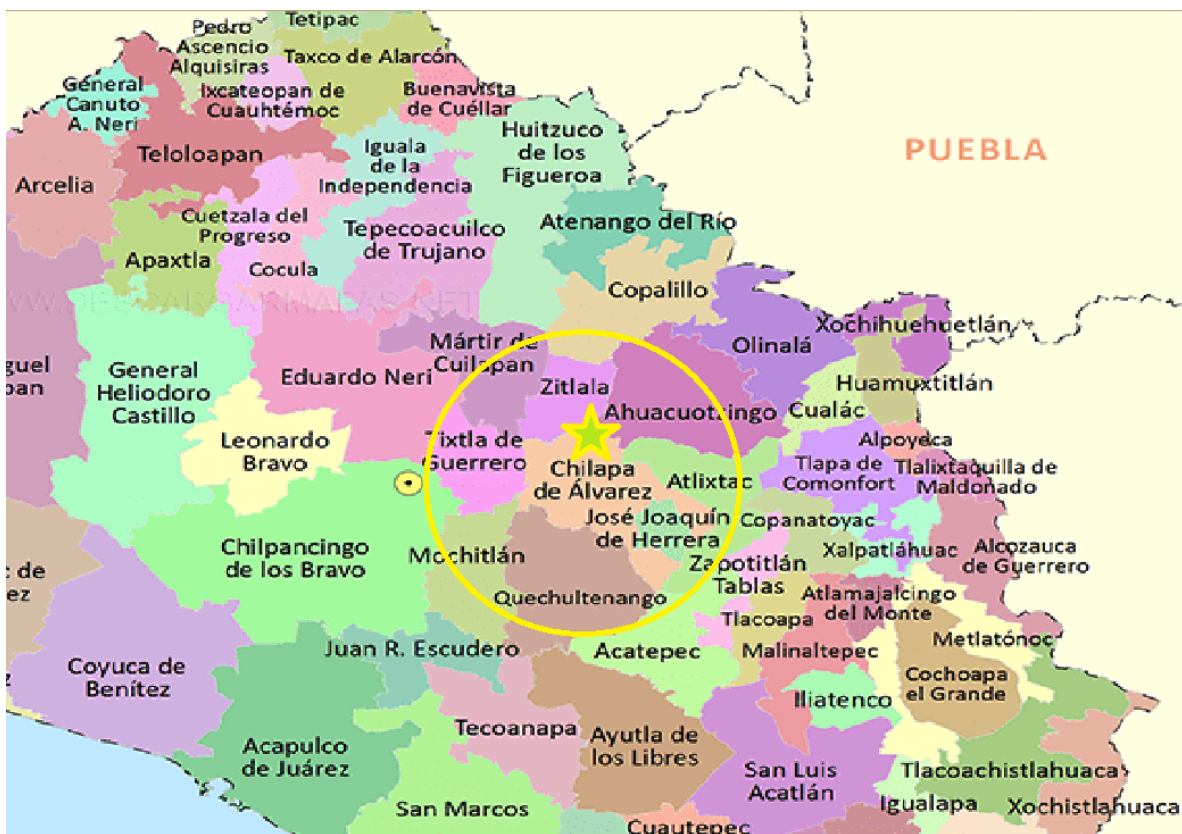 Tetipac
Pedro
Ascencio
Alquisiras
Taxco de Alarcón
General
Canuto
A. Neri
Ixcateopan de
Cuauhtémoc
Buenavista
de Cuéllar
Huitzuco
de los
Figueroa
Teloloapan
Iguala
de la
Independencia
PUEBLA
Arcelia
Cuetzala del
Progreso
Tepecoacuilco
de Trujano
Atenango del Río
Apaxtla
Cocula
Copalillo
WWW.DESCARGARMAPAS.NET
Xochihuehuetlán
Olinalá
Mártir de
Cuilapan
General
Heliodoro
Castillo
Eduardo Neri
Zitlala
Huamuxtitlán
Ahuacuotzingo
Cualác
Leonardo
Bravo
Tixtla de
Guerrero
Alpoyeca
Chilapa
de Álvarez
Atlixtac
Tlapa de
Comonfort
Tlalixtaquilla de
Maldonado
José Joaquín
de Herrera
Copanatoyac
Chilpancingo
de los Bravo
Mochitlán
Xalpatláhuac
Alcozauca
de Guerrero
Zapotitlán
Tablas
Quechultenango
Atlamajalcingo
del Monte
Tlacoapa
Metlatónoc
Juan R. Escudero
Acatepec
Malinaltepec
Coyuca de
Benítez
Cochoapa
el Grande
Iliatenco
Tecoanapa
Ayutla de
los Libres
Acapulco
de Juárez
San Luis
Acatlán
Tlacoachistlahuaca
San Marcos
Igualapa
Xochistlahuaca
Cuautepec